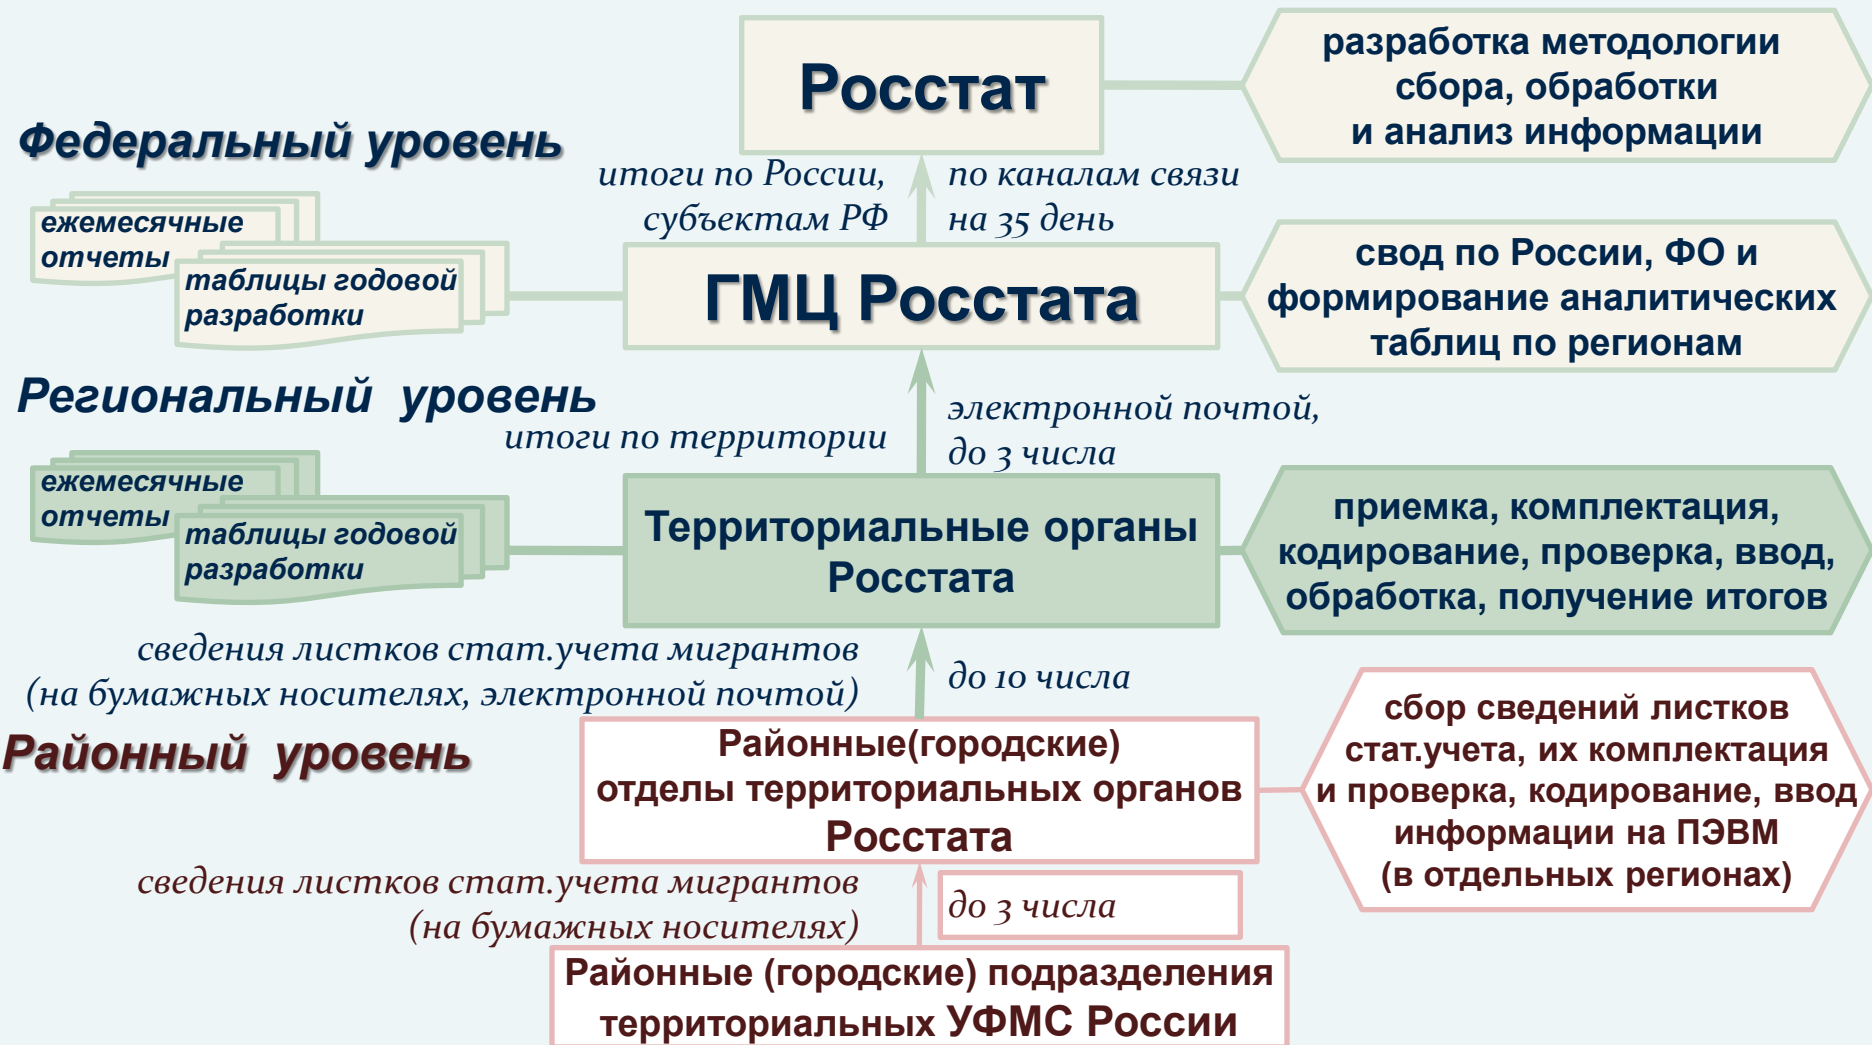 Росстат
разработка методологии
сбора, обработки
и анализ информации
Федеральный уровень
итоги по России,
субъектам РФ
по каналам связи
на 35 день
ежемесячные
отчеты
таблицы годовой
разработки
ГМЦ Росстата
свод по России, ФО и
формирование аналитических
таблиц по регионам
Региональный уровень
итоги по территории
электронной почтой,
до 3 числа
ежемесячные
отчеты
таблицы годовой
разработки
Территориальные органы
Росстата
приемка, комплектация,
кодирование, проверка, ввод,
обработка, получение итогов
сведения листков стат.учета мигрантов
(на бумажных носителях, электронной почтой)
до 10 числа
Районный уровень
Районные(городские)
отделы территориальных органов
Росстата
сбор сведений листков
стат.учета, их комплектация
и проверка, кодирование, ввод
информации на ПЭВМ
(в отдельных регионах)
сведения листков стат.учета мигрантов
(на бумажных носителях)
до 3 числа
Районные (городские) подразделения
территориальных УФМС России